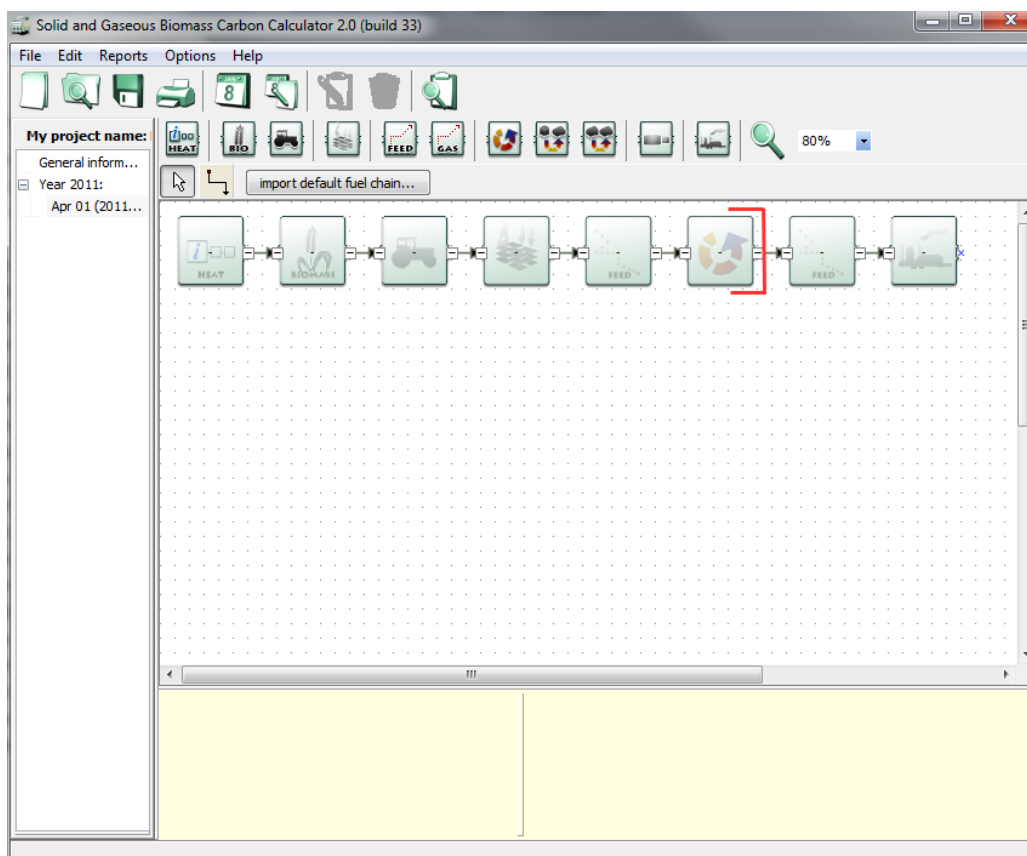 Solid and Gaseous Biomass Carbon Calculator 2.0 (build 33)
File Edit Reports Options Help
JAN
8
8
My project name:
General inform...
Year 2011:
Apr 01 (2011...
HEAT
BIO
FEED
GAS
80%
import default fuel chain...
HEAT
BIOMASS
FEED
FEED